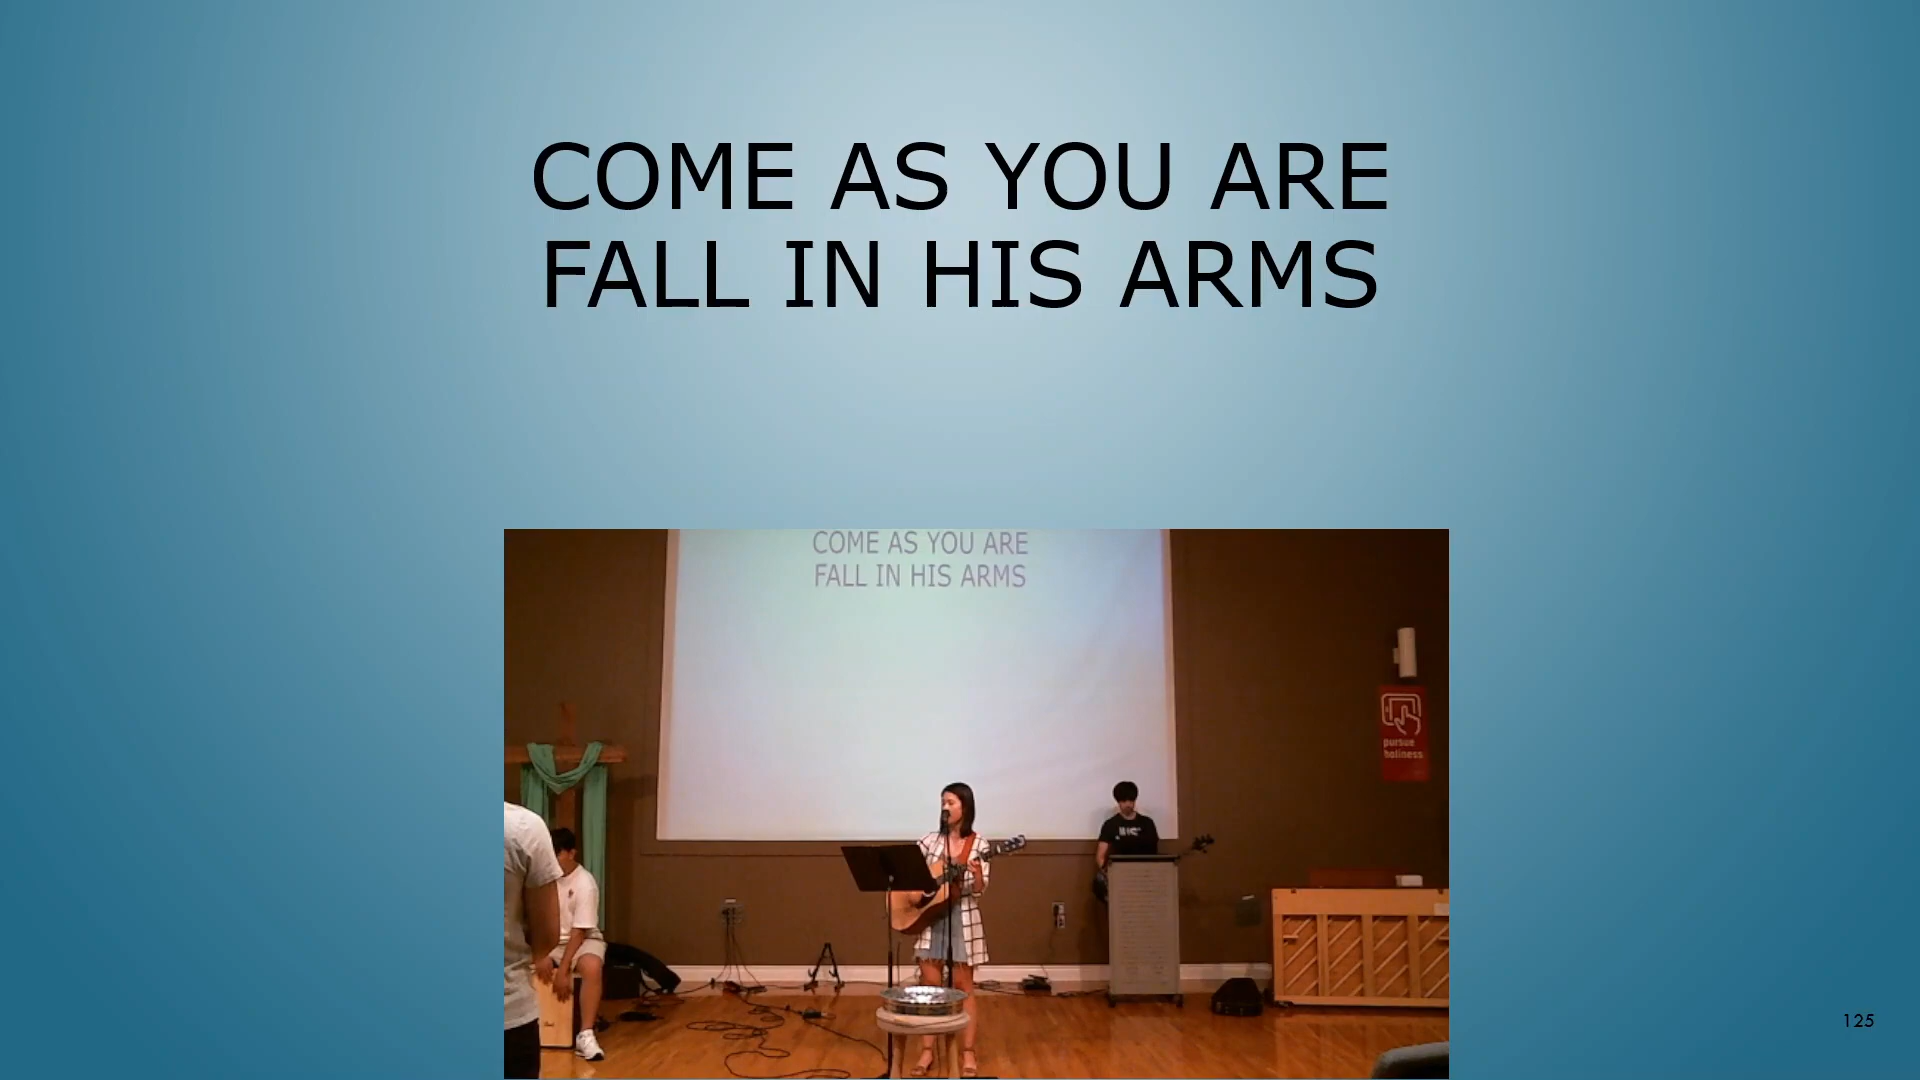 COME AS YOU ARE
FALL IN HIS ARMS
COME AS YOU ARE
FALL IN HIS ARMS
pursue
holiness
125